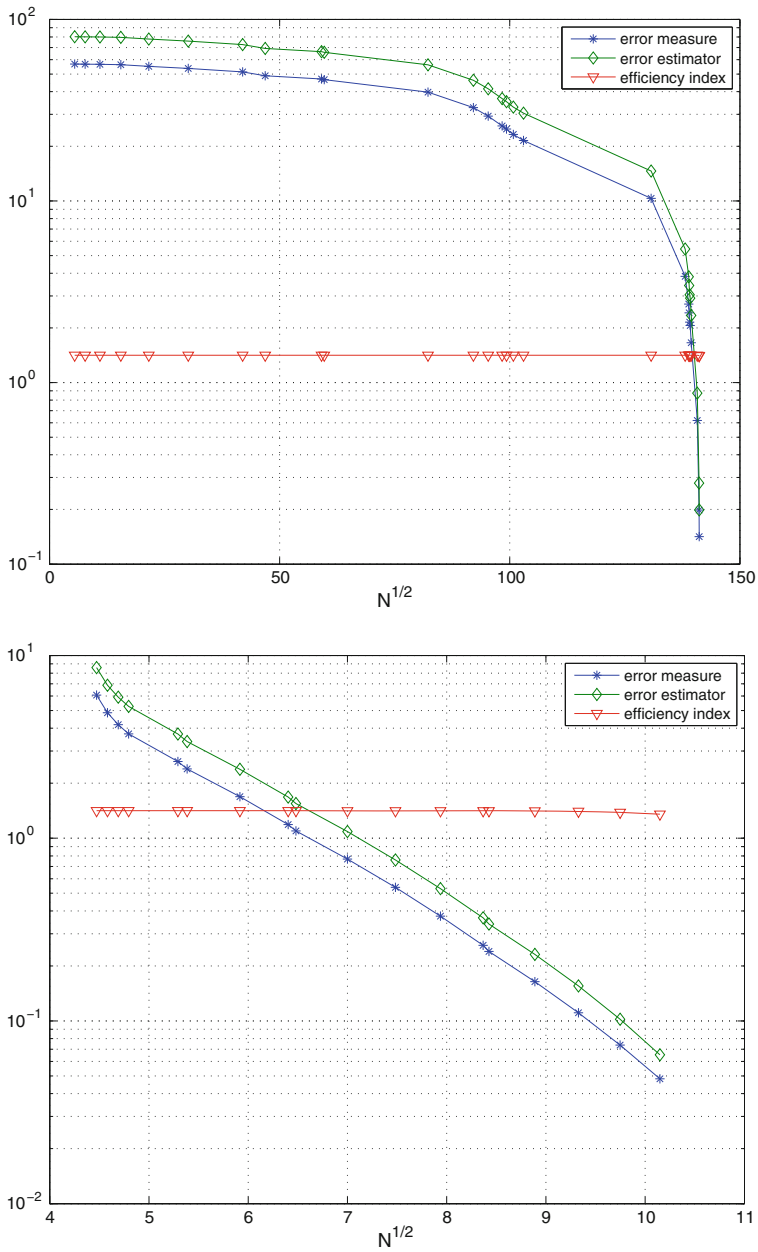 10^2
error measure
error estimator
efficiency index
10^1
10^0
10^-1
0
50
100
150
N^1/2
10^1
error measure
error estimator
efficiency index
10^0
10^-1
10^-2
4
5
6
7
8
9
10
11
N^1/2